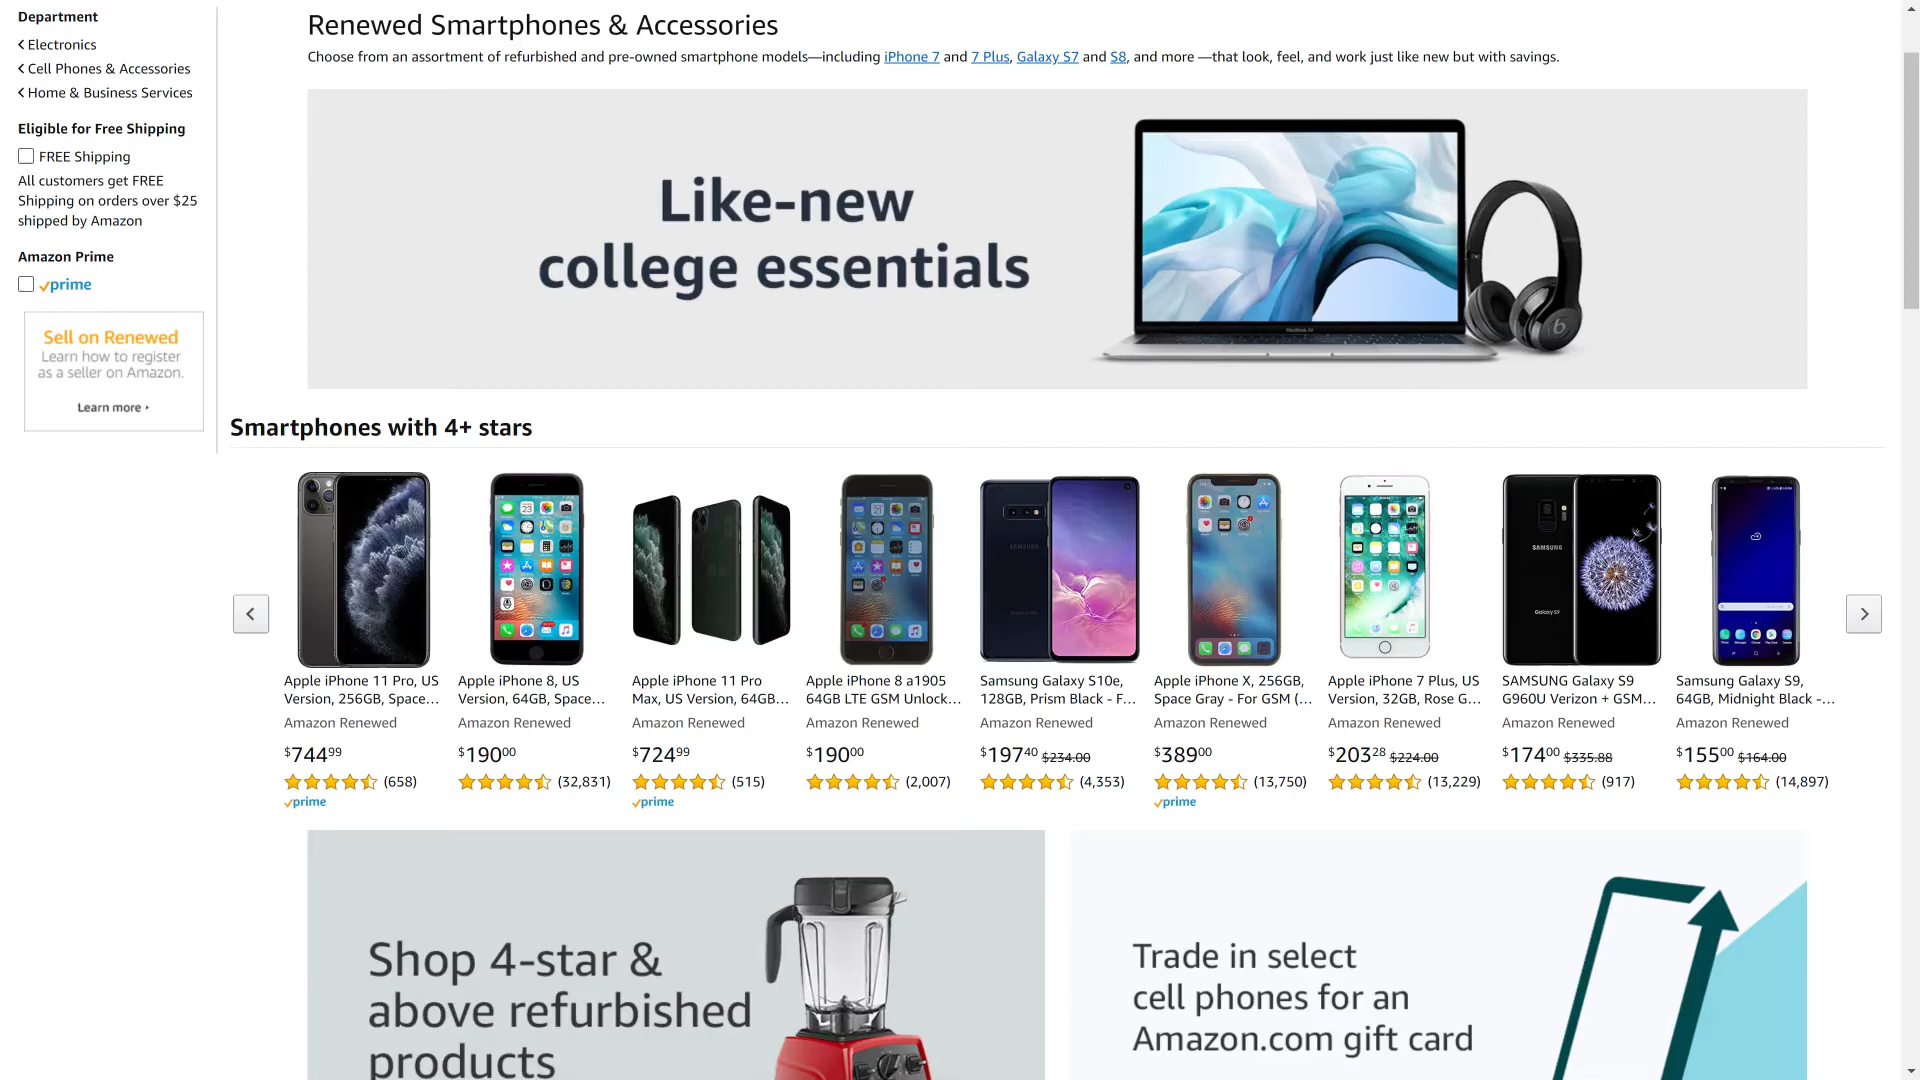 Department
Electronics
Cell Phones & Accessories
Home & Business Services
Eligible for Free Shipping
FREE Shipping
All customers get FREE
Shipping on orders over $25
shipped by Amazon
Amazon Prime
prime
Sell on Renewed
Learn how to register
as a seller on Amazon.
Learn more
Renewed Smartphones & Accessories
Choose from an assortment of refurbished and pre-owned smartphone models—including iPhone 7 and 7 Plus, Galaxy S7 and S8, and more —that look, feel, and work just like new but with savings.
Like-new
college essentials
MacBook Air
Smartphones with 4+ stars
Apple iPhone 11 Pro, US
Version, 256GB, Space…
Amazon Renewed
$744.99
(658)
prime
Apple iPhone 8, US
Version, 64GB, Space…
Amazon Renewed
$190.00
(32,831)
Apple iPhone 11 Pro
Max, US Version, 64GB…
Amazon Renewed
$724.99
(515)
prime
Apple iPhone 8 a1905
64GB LTE GSM Unlock…
Amazon Renewed
$190.00
(2,007)
SAMSUNG
Samsung Galaxy S10e,
128GB, Prism Black - F…
Amazon Renewed
$197.40 $234.00
(4,353)
Apple iPhone X, 256GB,
Space Gray - For GSM (…
Amazon Renewed
$389.00
(13,750)
prime
Apple iPhone 7 Plus, US
Version, 32GB, Rose G…
Amazon Renewed
$203.28 $224.00
(13,229)
SAMSUNG
Galaxy S9
SAMSUNG Galaxy S9
G960U Verizon + GSM…
Amazon Renewed
$174.00 $335.88
(917)
Samsung Galaxy S9,
64GB, Midnight Black -…
Amazon Renewed
$155.00 $164.00
(14,897)
Shop 4-star &
above refurbished
products
Trade in select
cell phones for an
Amazon.com gift card